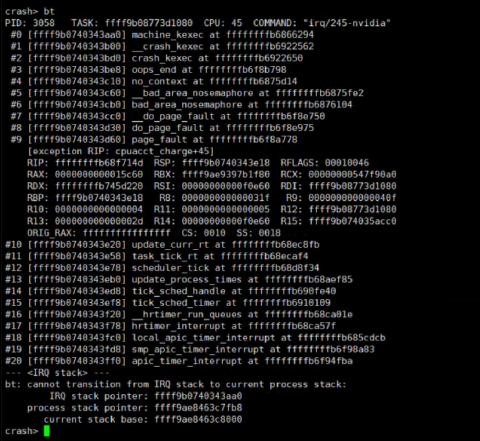 crash> bt
PID: 3058 TASK: ffff9b08773d1080 CPU: 45 COMMAND: "irq/245-nvidia"
#0 [ffff9b0740343aa0] machine_kexec at ffffffffb6866294
#1 [ffff9b0740343b00] __crash_kexec at ffffffffb6922562
#2 [ffff9b0740343bd0] crash_kexec at ffffffffb6922650
#3 [ffff9b0740343be8] oops_end at ffffffffb6f8b798
#4 [ffff9b0740343c10] no_context at ffffffffb6875d14
#5 [ffff9b0740343c60] __bad_area_nosemaphore at ffffffffb6875fe2
#6 [ffff9b0740343cb0] bad_area_nosemaphore at ffffffffb6876104
#7 [ffff9b0740343cc0] __do_page_fault at ffffffffb6f8e750
#8 [ffff9b0740343d30] do_page_fault at ffffffffb6f8e975
#9 [ffff9b0740343d60] page_fault at ffffffffb6f8a778
[exception RIP: cpuacct_charge+45]
RIP: ffffffffb68f714d RSP: ffff9b0740343e18 RFLAGS: 00010046
RAX: 0000000000015c60 RBX: ffff9ae9397b1f80 RCX: 00000000547f90a0
RDX: ffffffffb745d220 RSI: 00000000000f0e60 RDI: ffff9b08773d1080
RBP: ffff9b0740343e18 R8: 000000000000031f R9: 000000000000040f
R10: 0000000000000004 R11: 0000000000000005 R12: ffff9b08773d1080
R13: 000000000000002d R14: 00000000000f0e60 R15: ffff9b074035acc0
ORIG_RAX: ffffffffffffffff CS: 0010 SS: 0018
#10 [ffff9b0740343e20] update_curr_rt at ffffffffb68ec8fb
#11 [ffff9b0740343e58] task_tick_rt at ffffffffb68ecaf4
#12 [ffff9b0740343e78] scheduler_tick at ffffffffb68d8f34
#13 [ffff9b0740343eb0] update_process_times at ffffffffb68aef85
#14 [ffff9b0740343ed8] tick_sched_handle at ffffffffb690fe40
#15 [ffff9b0740343ef8] tick_sched_timer at ffffffffb6910109
#16 [ffff9b0740343f20] __hrtimer_run_queues at ffffffffb68ca01e
#17 [ffff9b0740343f78] hrtimer_interrupt at ffffffffb68ca57f
#18 [ffff9b0740343fc0] local_apic_timer_interrupt at ffffffffb685cdcb
#19 [ffff9b0740343fd8] smp_apic_timer_interrupt at ffffffffb6f98a83
#20 [ffff9b0740343ff0] apic_timer_interrupt at ffffffffb6f94fba
--- <IRQ stack> ---
bt: cannot transition from IRQ stack to current process stack:
IRQ stack pointer: ffff9b0740343aa0
process stack pointer: ffff9ae8463c7fb8
current stack base: ffff9ae8463c8000
crash>